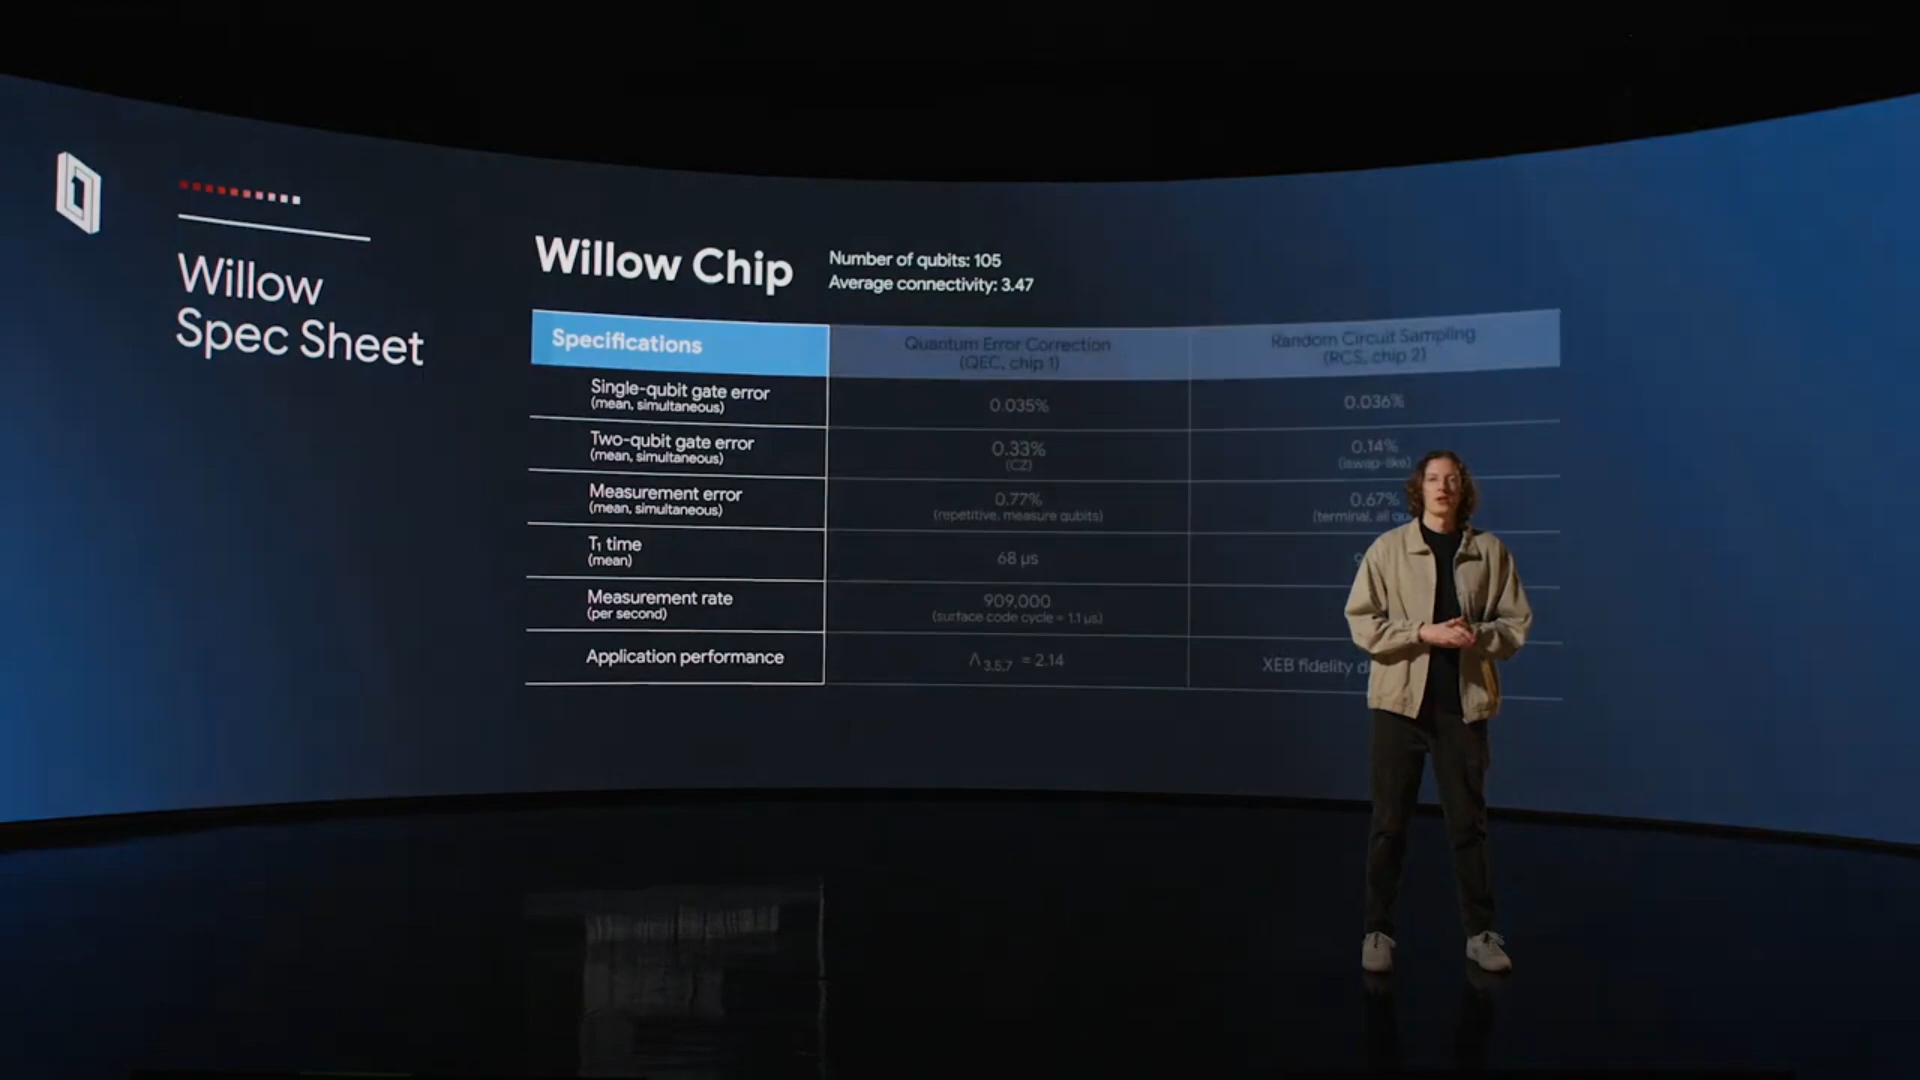 Willow
Spec Sheet
Willow Chip
Number of qubits: 105
Average connectivity: 3.47
Specifications
Quantum Error Correction
(QEC, chip 1)
Random Circuit Sampling
(RCS, chip 2)
Single-qubit gate error
(mean, simultaneous)
0.035%
0.036%
Two-qubit gate error
(mean, simultaneous)
0.33%
(CZ)
0.14%
(iswap-like)
Measurement error
(mean, simultaneous)
0.77%
(repetitive, measure qubits)
0.67%
(terminal, all
T₁ time
(mean)
68 µs
Measurement rate
(per second)
909,000
(surface code cycle = 1.1 µs)
Application performance
Λ₃,₅,₇ = 2.14
XEB fidelity